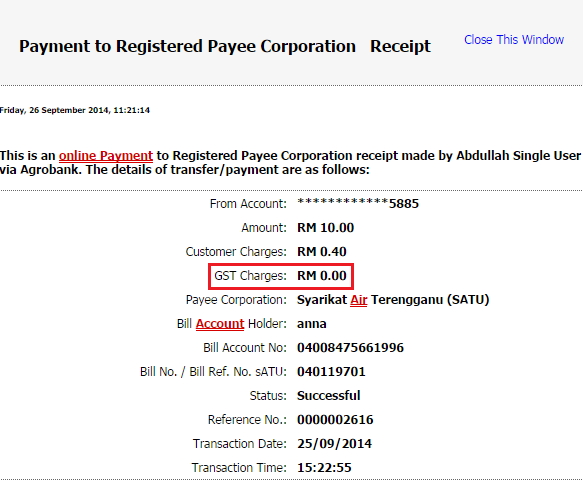 Payment to Registered Payee Corporation Receipt
Close This Window
Friday, 26 September 2014, 11:21:14
This is an online Payment to Registered Payee Corporation receipt made by Abdullah Single User
via Agrobank. The details of transfer/payment are as follows:
From Account: ************5885
Amount: RM 10.00
Customer Charges: RM 0.40
GST Charges: RM 0.00
Payee Corporation: Syarikat Air Terengganu (SATU)
Bill Account Holder: anna
Bill Account No: 04008475661996
Bill No. / Bill Ref. No. sATU: 040119701
Status: Successful
Reference No.: 0000002616
Transaction Date: 25/09/2014
Transaction Time: 15:22:55